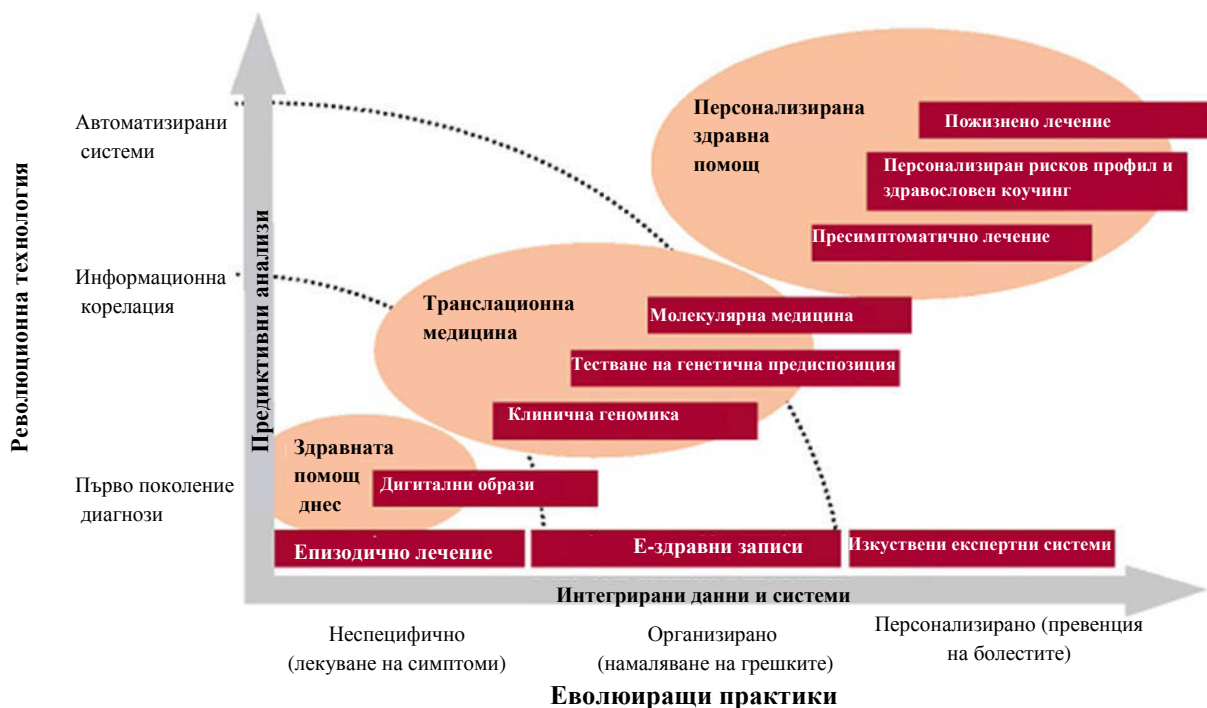 Революционна технология
Предиктивни анализи
Автоматизирани
системи
Информационна
корелация
Първо поколение
диагнози
Персонализирана
здравна
помощ
Пожизнено лечение
Персонализиран рисков профил и
здравословен коучинг
Пресимптоматично лечение
Транслационна
медицина
Молекулярна медицина
Тестване на генетична предиспозиция
Клинична геномика
Здравната
помощ
днес
Дигитални образи
Епизодично лечение
Е-здравни записи
Изкуствени експертни системи
Интегрирани данни и системи
Неспецифично
(лекуване на симптоми)
Организирано
(намаляване на грешките)
Персонализирано (превенция
на болестите)
Еволюиращи практики